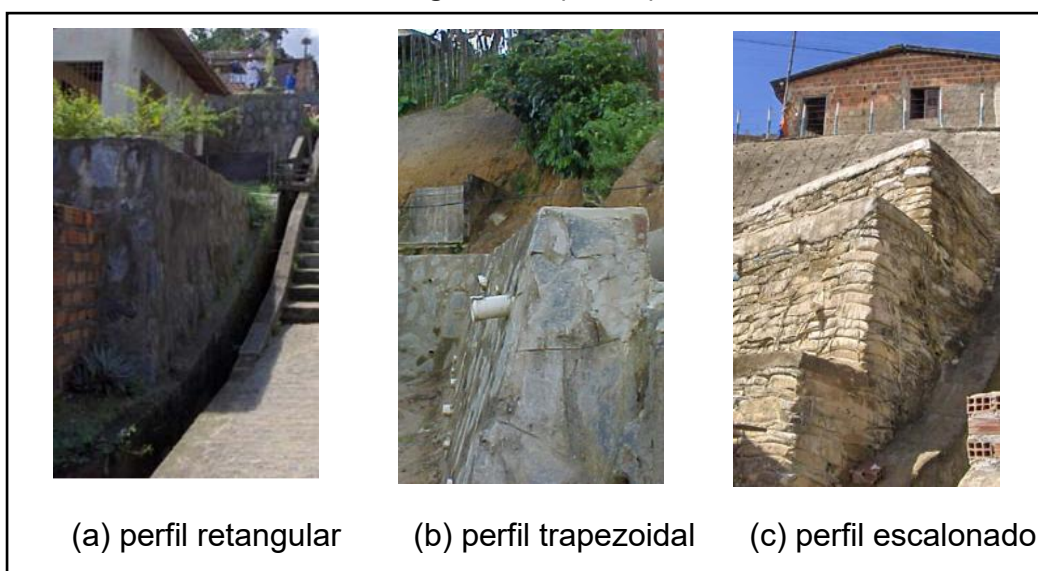 (a) perfil retangular
(b) perfil trapezoidal
(c) perfil escalonado